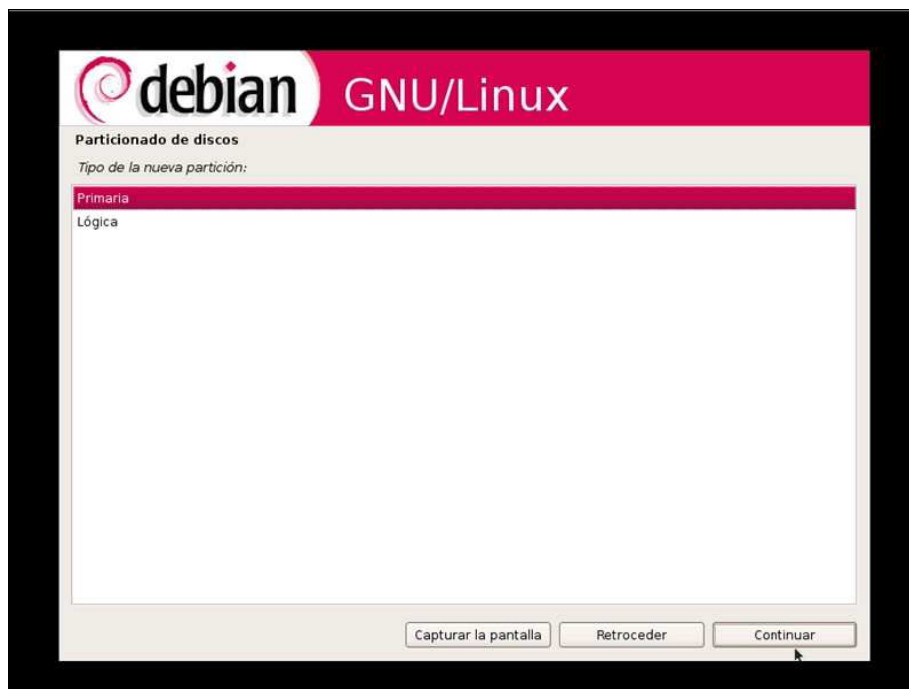 debian GNU/Linux
Particionado de discos
Tipo de la nueva partición:
Primaria
Lógica
Capturar la pantalla Retroceder Continuar